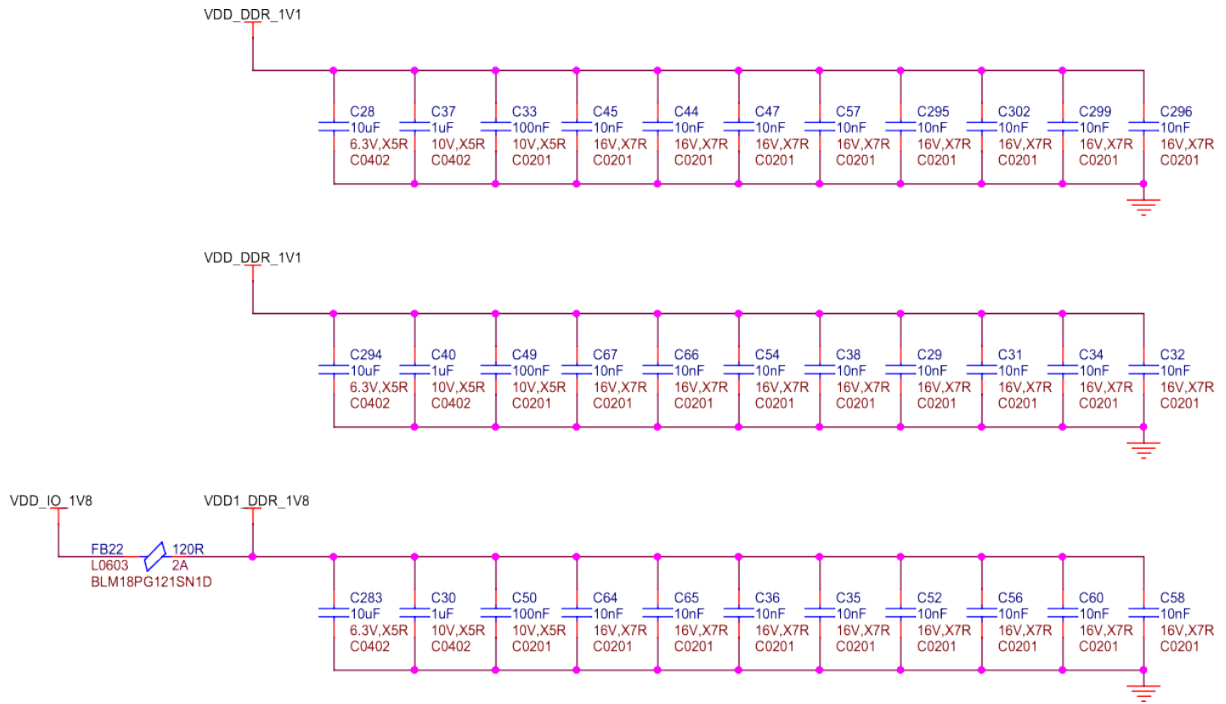 VDD_DDR_1V1
C28 C37 C33 C45 C44 C47 C57 C295 C302 C299 C296
10uF 1uF 100nF 10nF 10nF 10nF 10nF 10nF 10nF 10nF 10nF
6.3V,X5R 10V,X5R 10V,X5R 16V,X7R 16V,X7R 16V,X7R 16V,X7R 16V,X7R 16V,X7R 16V,X7R 16V,X7R
C0402 C0402 C0201 C0201 C0201 C0201 C0201 C0201 C0201 C0201 C0201
VDD_DDR_1V1
C294 C40 C49 C67 C66 C54 C38 C29 C31 C34 C32
10uF 1uF 100nF 10nF 10nF 10nF 10nF 10nF 10nF 10nF 10nF
6.3V,X5R 10V,X5R 10V,X5R 16V,X7R 16V,X7R 16V,X7R 16V,X7R 16V,X7R 16V,X7R 16V,X7R 16V,X7R
C0402 C0402 C0201 C0201 C0201 C0201 C0201 C0201 C0201 C0201 C0201
VDD_IO_1V8 VDD1_DDR_1V8
FB22 120R
L0603 2A
BLM18PG121SN1D
C283 C30 C50 C64 C65 C36 C35 C52 C56 C60 C58
10uF 1uF 100nF 10nF 10nF 10nF 10nF 10nF 10nF 10nF 10nF
6.3V,X5R 10V,X5R 10V,X5R 16V,X7R 16V,X7R 16V,X7R 16V,X7R 16V,X7R 16V,X7R 16V,X7R 16V,X7R
C0402 C0402 C0201 C0201 C0201 C0201 C0201 C0201 C0201 C0201 C0201